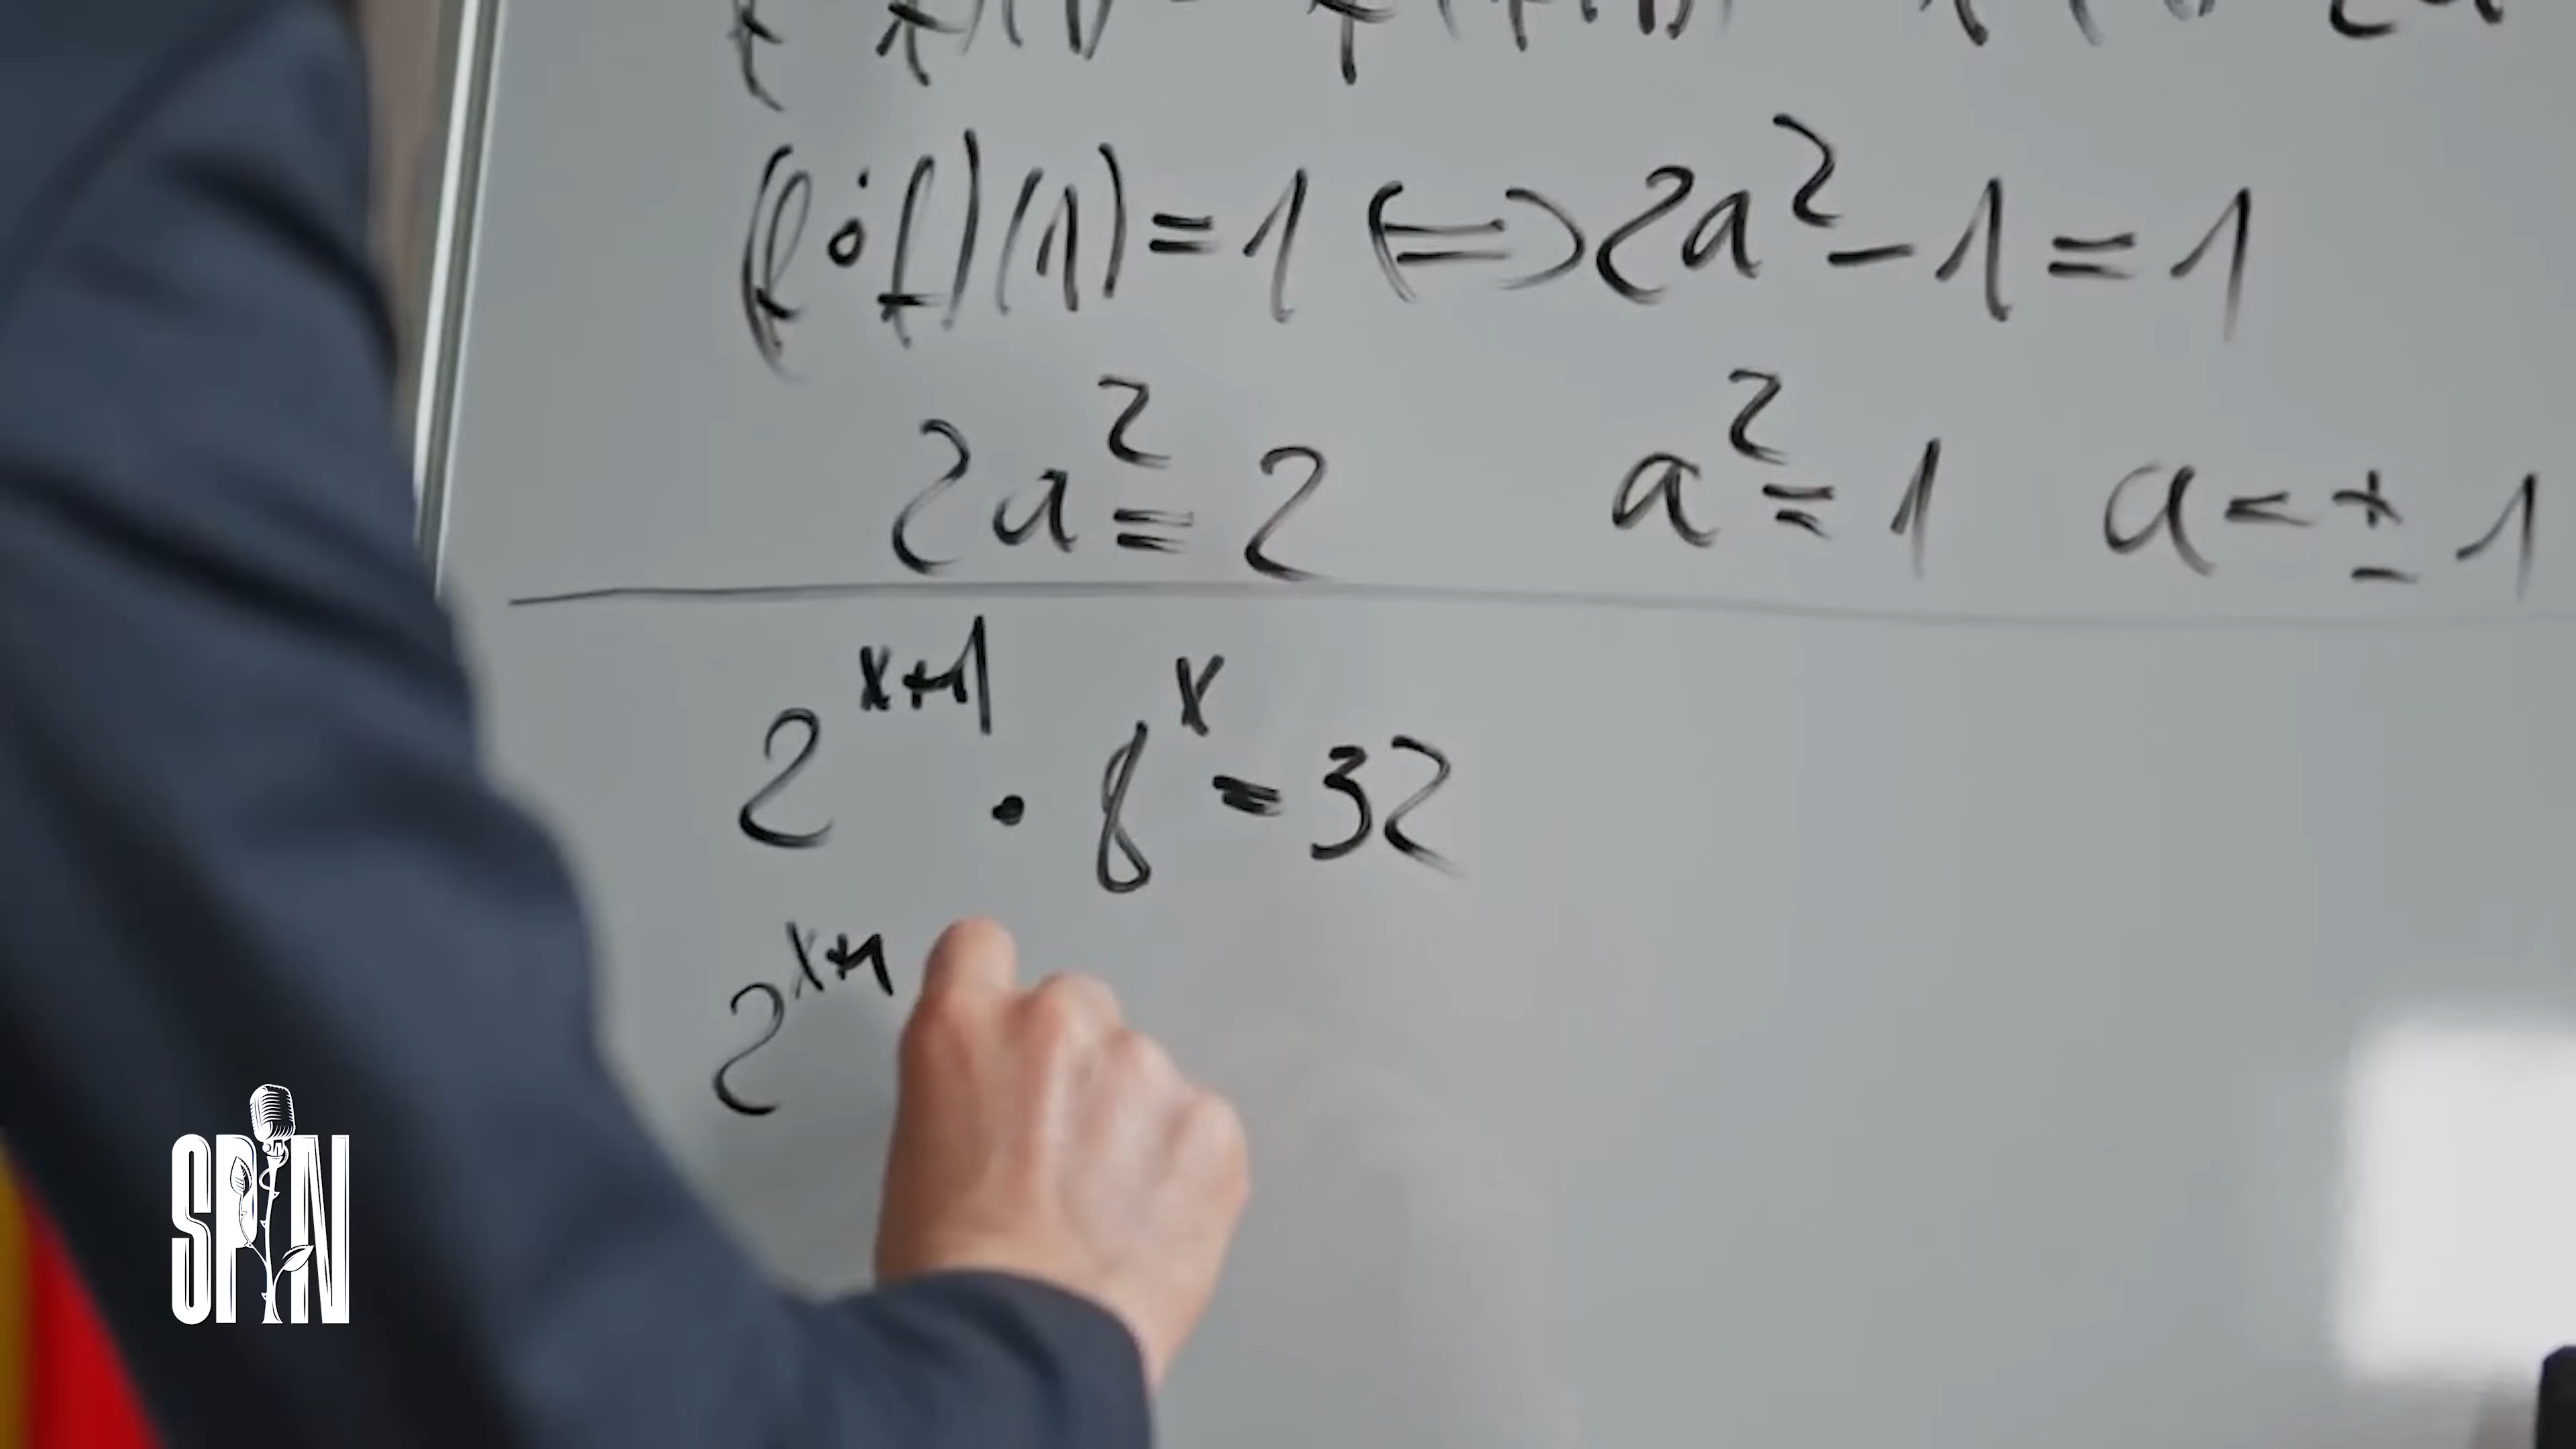 (f∘f)(1) = 1 ⇔ 2a² - 1 = 1
2a² = 2 a² = 1 a = ± 1
2^(x+1) · 8^x = 32
2^(x+1)
SPIN